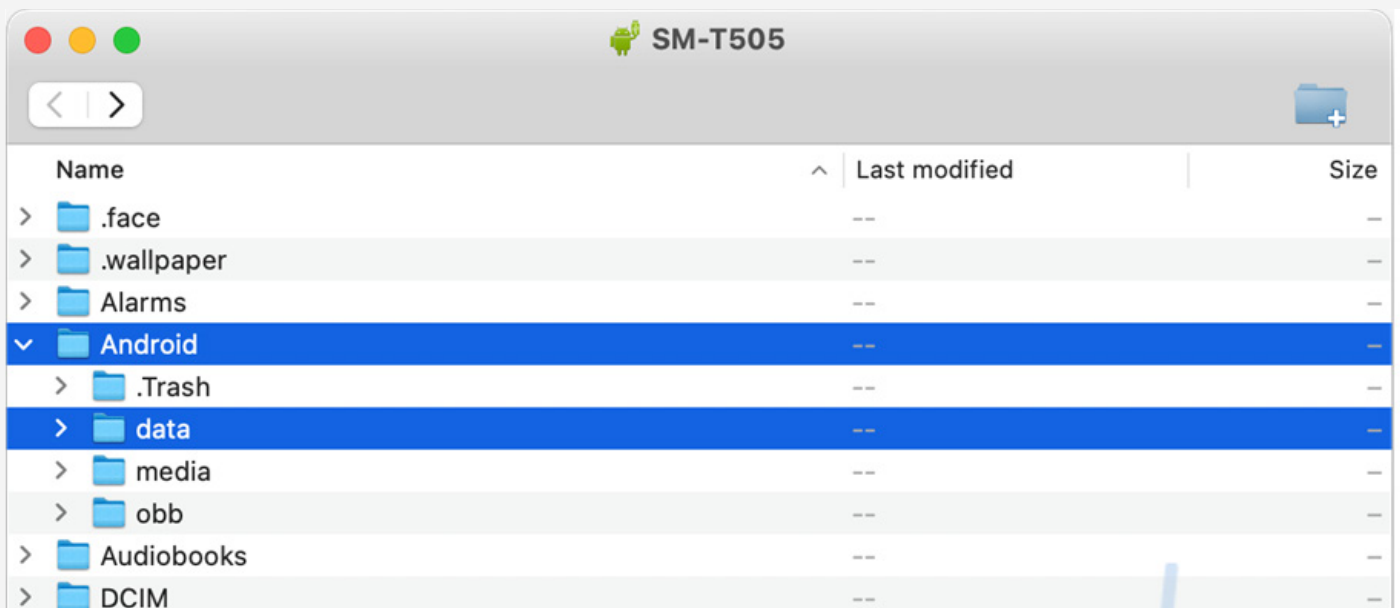 SM-T505
Name Last modified Size
.face -- –
.wallpaper -- –
Alarms -- –
Android -- –
.Trash -- –
data -- –
media -- –
obb -- –
Audiobooks -- –
DCIM -- –